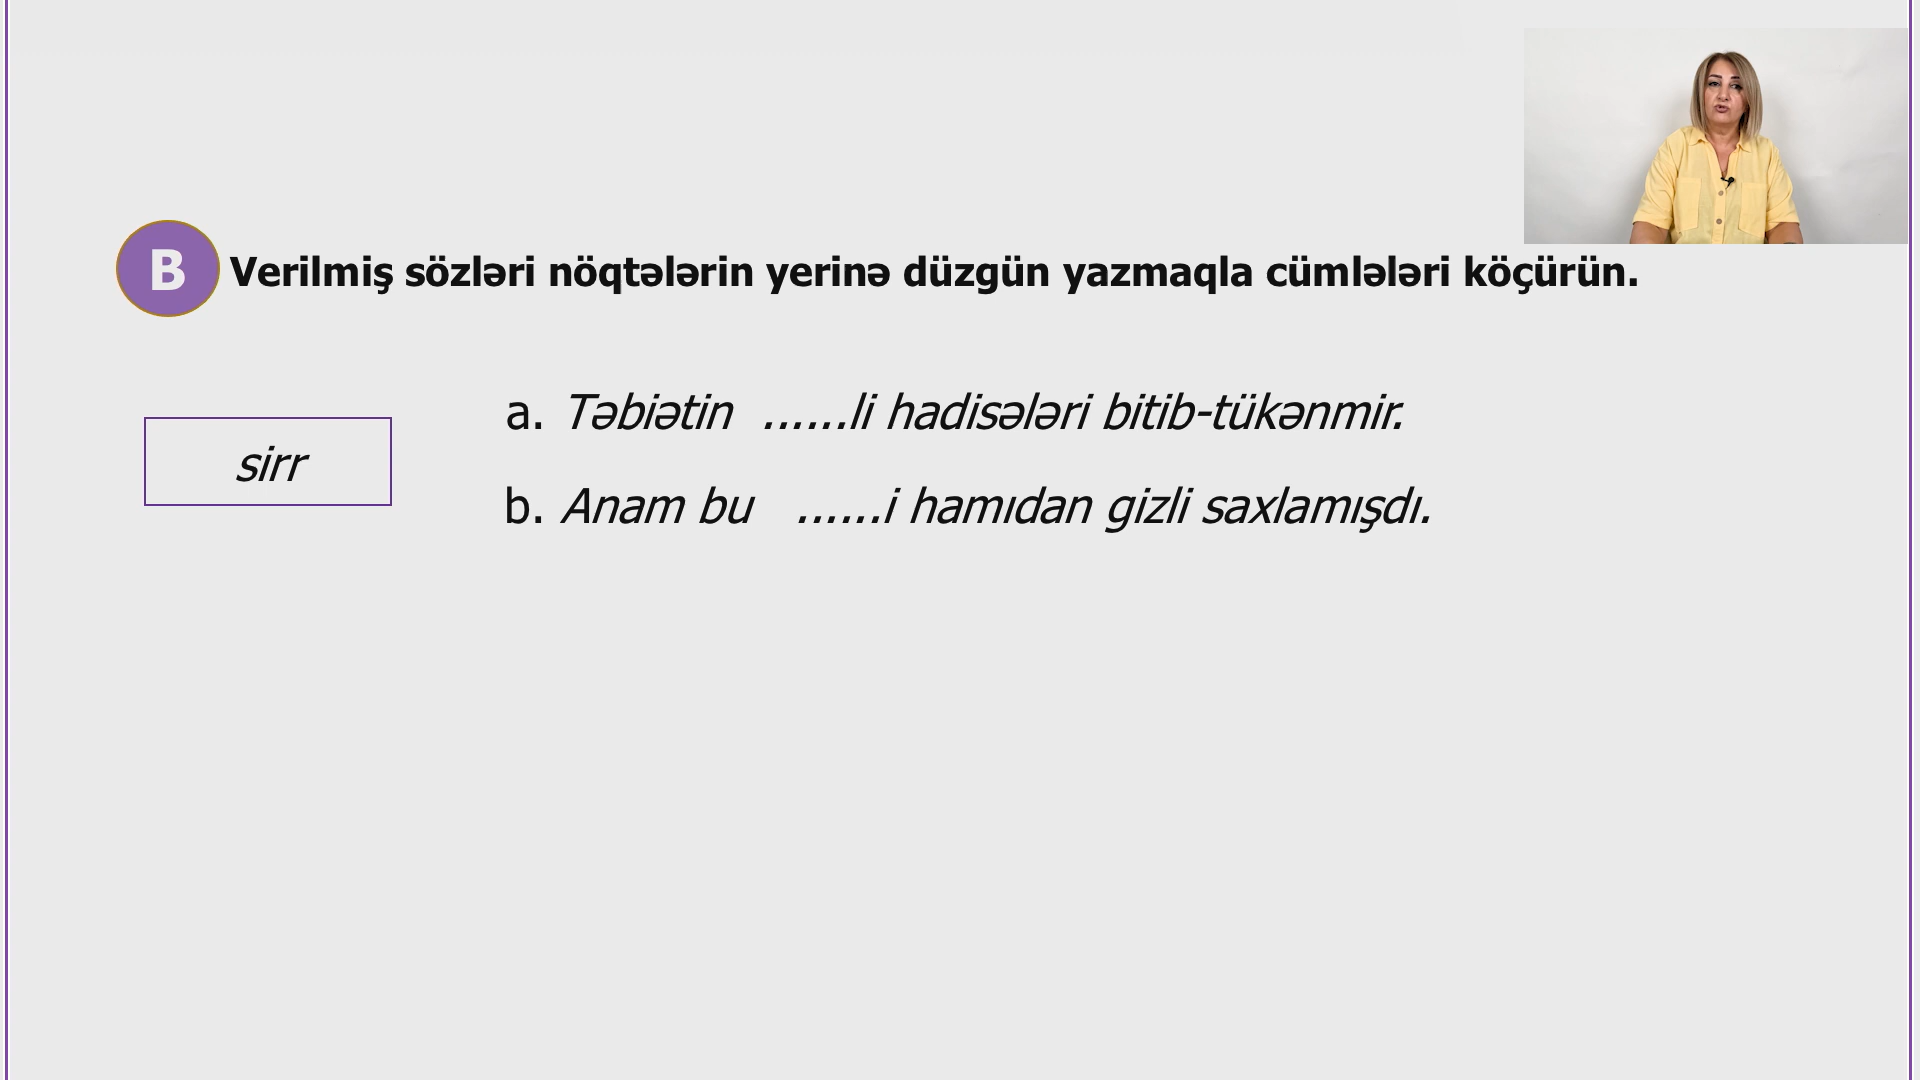 B Verilmiş sözləri nöqtələrin yerinə düzgün yazmaqla cümlələri köçürün.
sirr
a. Təbiətin ......li hadisələri bitib-tükənmir.
b. Anam bu ......i hamıdan gizli saxlamışdı.